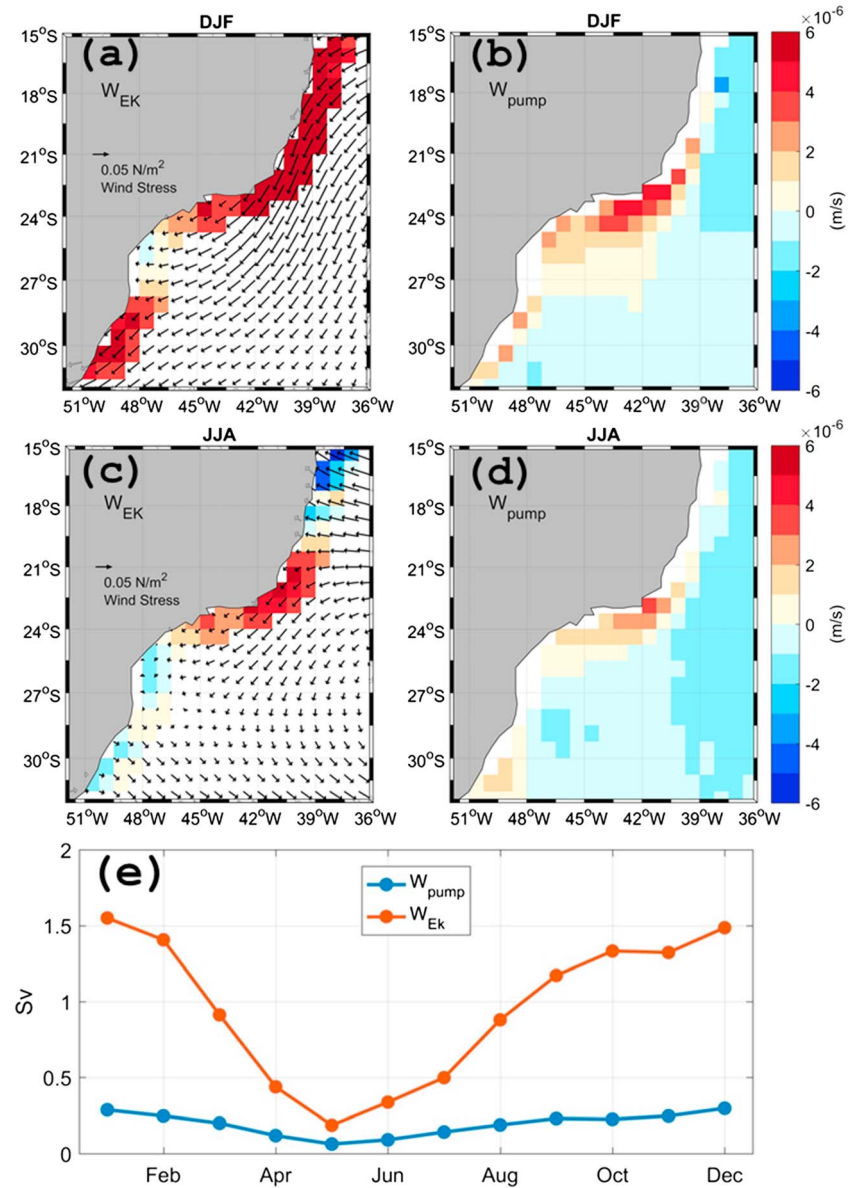 DJF
DJF
(a)
W_EK
0.05 N/m²
Wind Stress
15°S
18°S
21°S
24°S
27°S
30°S
51°W 48°W 45°W 42°W 39°W 36°W
(b)
W_pump
15°S
18°S
21°S
24°S
27°S
30°S
51°W 48°W 45°W 42°W 39°W 36°W
×10⁻⁶
6
4
2
0
-2
-4
-6
(m/s)
JJA
JJA
(c)
W_EK
0.05 N/m²
Wind Stress
15°S
18°S
21°S
24°S
27°S
30°S
51°W 48°W 45°W 42°W 39°W 36°W
(d)
W_pump
15°S
18°S
21°S
24°S
27°S
30°S
51°W 48°W 45°W 42°W 39°W 36°W
×10⁻⁶
6
4
2
0
-2
-4
-6
(m/s)
(e)
W_pump
W_Ek
Sv
2
1.5
1
0.5
0
Feb Apr Jun Aug Oct Dec